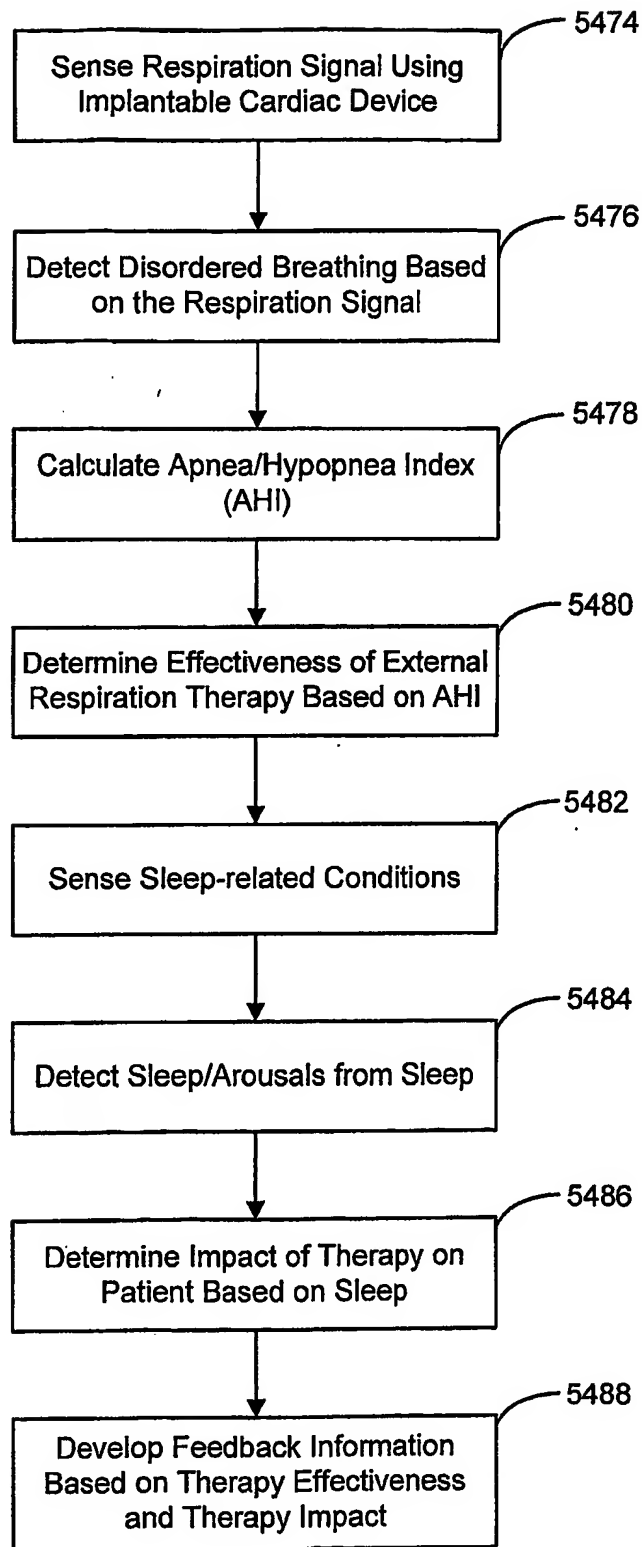 5474
Sense Respiration Signal Using
Implantable Cardiac Device
5476
Detect Disordered Breathing Based
on the Respiration Signal
5478
Calculate Apnea/Hypopnea Index
(AHI)
5480
Determine Effectiveness of External
Respiration Therapy Based on AHI
5482
Sense Sleep-related Conditions
5484
Detect Sleep/Arousals from Sleep
5486
Determine Impact of Therapy on
Patient Based on Sleep
5488
Develop Feedback Information
Based on Therapy Effectiveness
and Therapy Impact